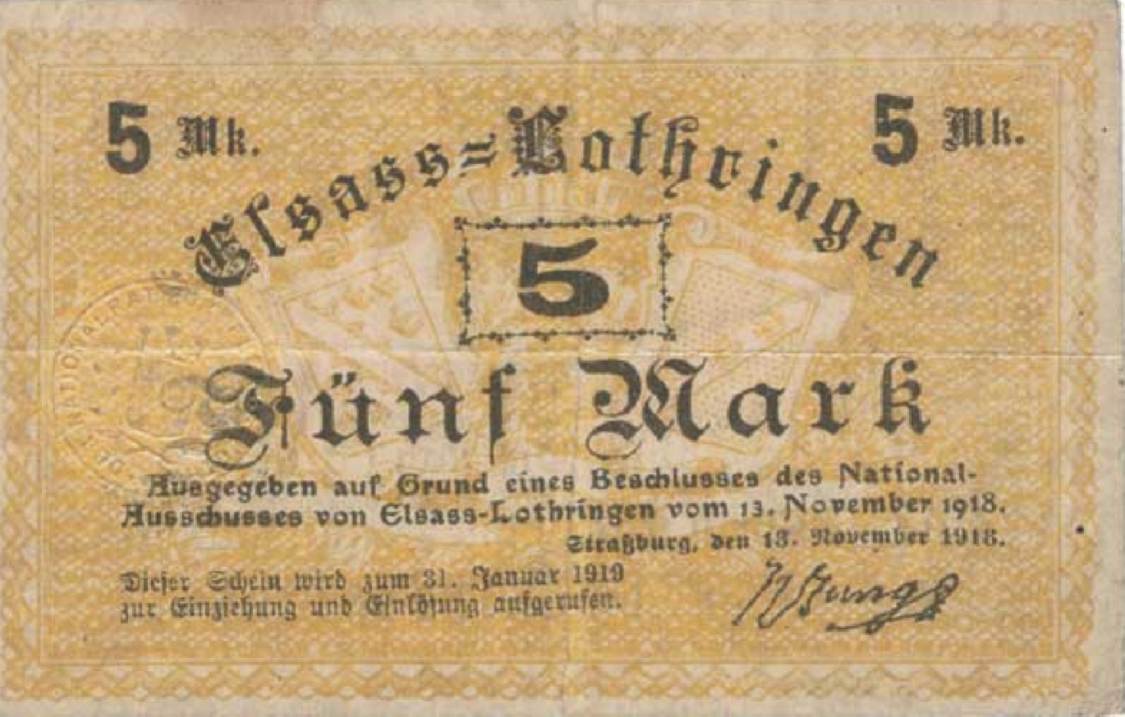 5 Mk.
5 Mk.
Elsass=Lothringen
5
Fünf Mark
Ausgegeben auf Grund eines Beschlusses des National-
Ausschusses von Elsass-Lothringen vom 13. November 1918.
Straßburg, den 13. November 1918.
Dieser Schein wird zum 31. Januar 1919
zur Einziehung und Einlösung aufgerufen.